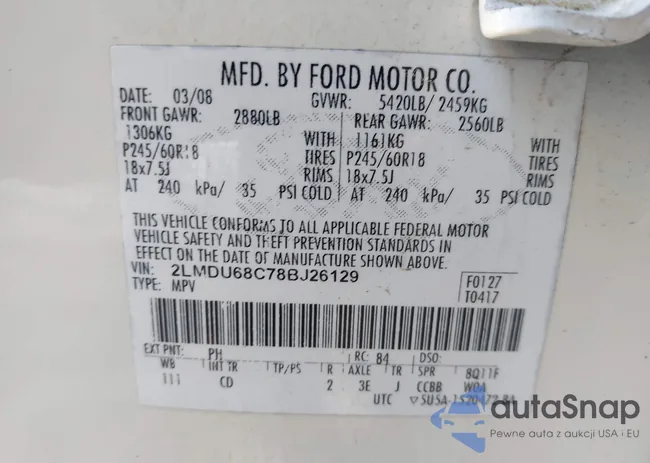 MFD. BY FORD MOTOR CO.
DATE: 03/08 GVWR: 5420LB/ 2459KG
FRONT GAWR: 2880LB REAR GAWR: 2560LB
1306KG WITH 1161KG WITH
P245/60R18 TIRES P245/60R18 TIRES
18x7.5J RIMS 18x7.5J RIMS
AT 240 kPa/ 35 PSI COLD AT 240 kPa/ 35 PSI COLD
THIS VEHICLE CONFORMS TO ALL APPLICABLE FEDERAL MOTOR
VEHICLE SAFETY AND THEFT PREVENTION STANDARDS IN
EFFECT ON THE DATE OF MANUFACTURE SHOWN ABOVE.
VIN: 2LMDU68C78BJ26129 F0127
TYPE: MPV T0417
EXT PNT: PH RC: 84 DSO:
WB INT TR TP/PS R AXLE TR SPR 8Q11F
111 CD 2 3E J CCBB WOA
UTC
autaSnap
Pewne auta z aukcji USA i EU